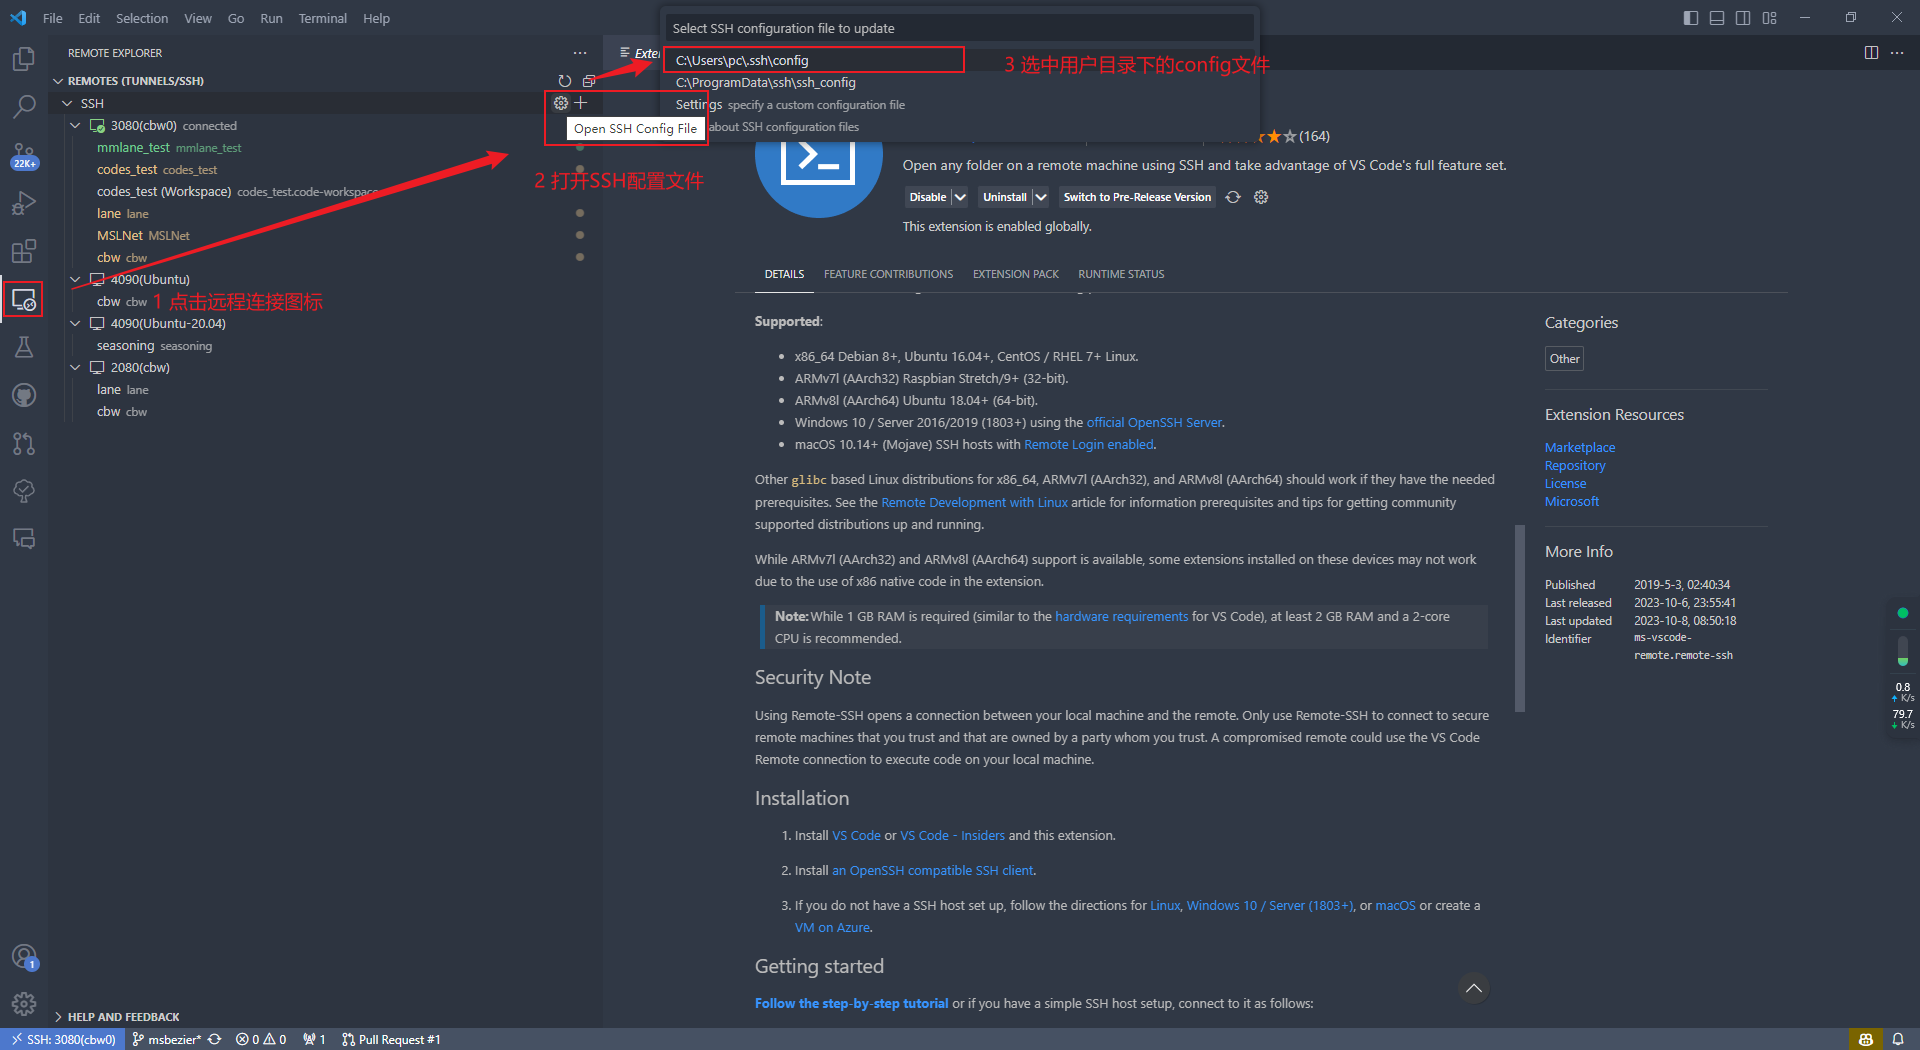 File Edit Selection View Go Run Terminal Help
Select SSH configuration file to update
C:\Users\pc\.ssh\config
3 选中用户目录下的config文件
C:\ProgramData\ssh\ssh_config
Settings specify a custom configuration file
about SSH configuration files
REMOTE EXPLORER
REMOTES (TUNNELS/SSH)
SSH
Open SSH Config File
2 打开SSH配置文件
3080(cbw0) connected
mmlane_test mmlane_test
codes_test codes_test
codes_test (Workspace) codes_test.code-workspace
lane lane
MSLNet MSLNet
cbw cbw
4090(Ubuntu)
cbw cbw
1 点击远程连接图标
4090(Ubuntu-20.04)
seasoning seasoning
2080(cbw)
lane lane
cbw cbw
22K+
1
HELP AND FEEDBACK
(164)
Open any folder on a remote machine using SSH and take advantage of VS Code's full feature set.
Disable Uninstall Switch to Pre-Release Version
This extension is enabled globally.
DETAILS FEATURE CONTRIBUTIONS EXTENSION PACK RUNTIME STATUS
Supported:
• x86_64 Debian 8+, Ubuntu 16.04+, CentOS / RHEL 7+ Linux.
• ARMv7l (AArch32) Raspbian Stretch/9+ (32-bit).
• ARMv8l (AArch64) Ubuntu 18.04+ (64-bit).
• Windows 10 / Server 2016/2019 (1803+) using the official OpenSSH Server.
• macOS 10.14+ (Mojave) SSH hosts with Remote Login enabled.
Other glibc based Linux distributions for x86_64, ARMv7l (AArch32), and ARMv8l (AArch64) should work if they have the needed
prerequisites. See the Remote Development with Linux article for information prerequisites and tips for getting community
supported distributions up and running.
While ARMv7l (AArch32) and ARMv8l (AArch64) support is available, some extensions installed on these devices may not work
due to the use of x86 native code in the extension.
Note: While 1 GB RAM is required (similar to the hardware requirements for VS Code), at least 2 GB RAM and a 2-core
CPU is recommended.
Security Note
Using Remote-SSH opens a connection between your local machine and the remote. Only use Remote-SSH to connect to secure
remote machines that you trust and that are owned by a party whom you trust. A compromised remote could use the VS Code
Remote connection to execute code on your local machine.
Installation
1. Install VS Code or VS Code - Insiders and this extension.
2. Install an OpenSSH compatible SSH client.
3. If you do not have a SSH host set up, follow the directions for Linux, Windows 10 / Server (1803+), or macOS or create a
VM on Azure.
Getting started
Follow the step-by-step tutorial or if you have a simple SSH host setup, connect to it as follows:
Categories
Other
Extension Resources
Marketplace
Repository
License
Microsoft
More Info
Published 2019-5-3, 02:40:34
Last released 2023-10-6, 23:55:41
Last updated 2023-10-8, 08:50:18
Identifier ms-vscode-
remote.remote-ssh
0.8
K/s
79.7
K/s
SSH: 3080(cbw0) msbezier* 0 0 1 Pull Request #1